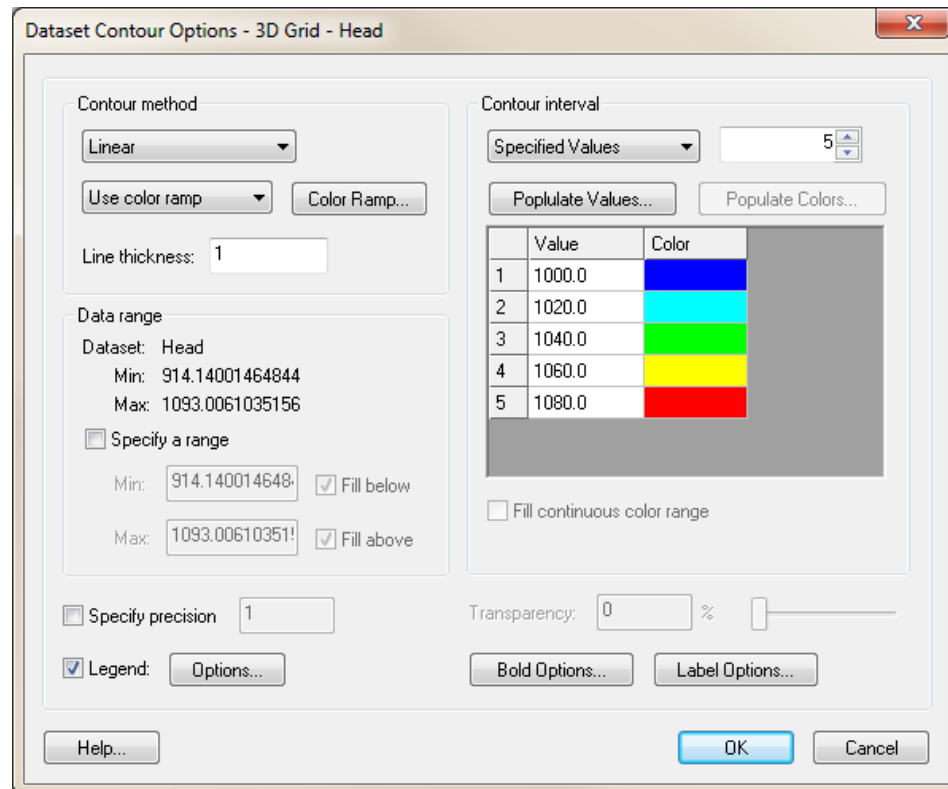 Dataset Contour Options - 3D Grid - Head
Contour method
Linear
Use color ramp
Color Ramp...
Line thickness: 1
Data range
Dataset: Head
Min: 914.14001464844
Max: 1093.0061035156
Specify a range
Min: 914.140014648 Fill below
Max: 1093.00610351 Fill above
Contour interval
Specified Values 5
Poplulate Values... Populate Colors...
Value Color
1 1000.0
2 1020.0
3 1040.0
4 1060.0
5 1080.0
Fill continuous color range
Specify precision 1
Transparency: 0 %
Legend: Options...
Bold Options... Label Options...
Help... OK Cancel